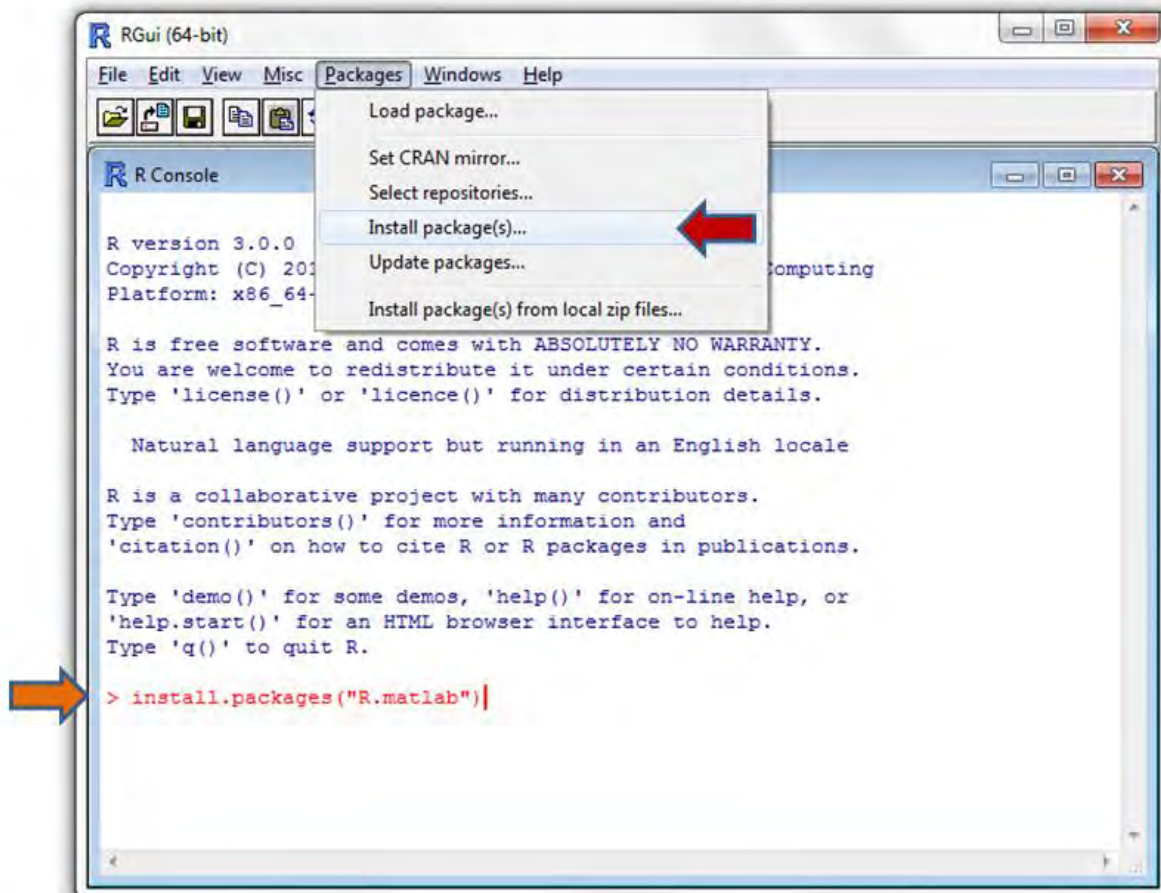 RGui (64-bit)
File Edit View Misc Packages Windows Help
Load package...
Set CRAN mirror...
Select repositories...
Install package(s)...
Update packages...
Install package(s) from local zip files...
R Console
R version 3.0.0
Copyright (C) 201 Computing
Platform: x86_64-
R is free software and comes with ABSOLUTELY NO WARRANTY.
You are welcome to redistribute it under certain conditions.
Type 'license()' or 'licence()' for distribution details.
Natural language support but running in an English locale
R is a collaborative project with many contributors.
Type 'contributors()' for more information and
'citation()' on how to cite R or R packages in publications.
Type 'demo()' for some demos, 'help()' for on-line help, or
'help.start()' for an HTML browser interface to help.
Type 'q()' to quit R.
> install.packages("R.matlab")